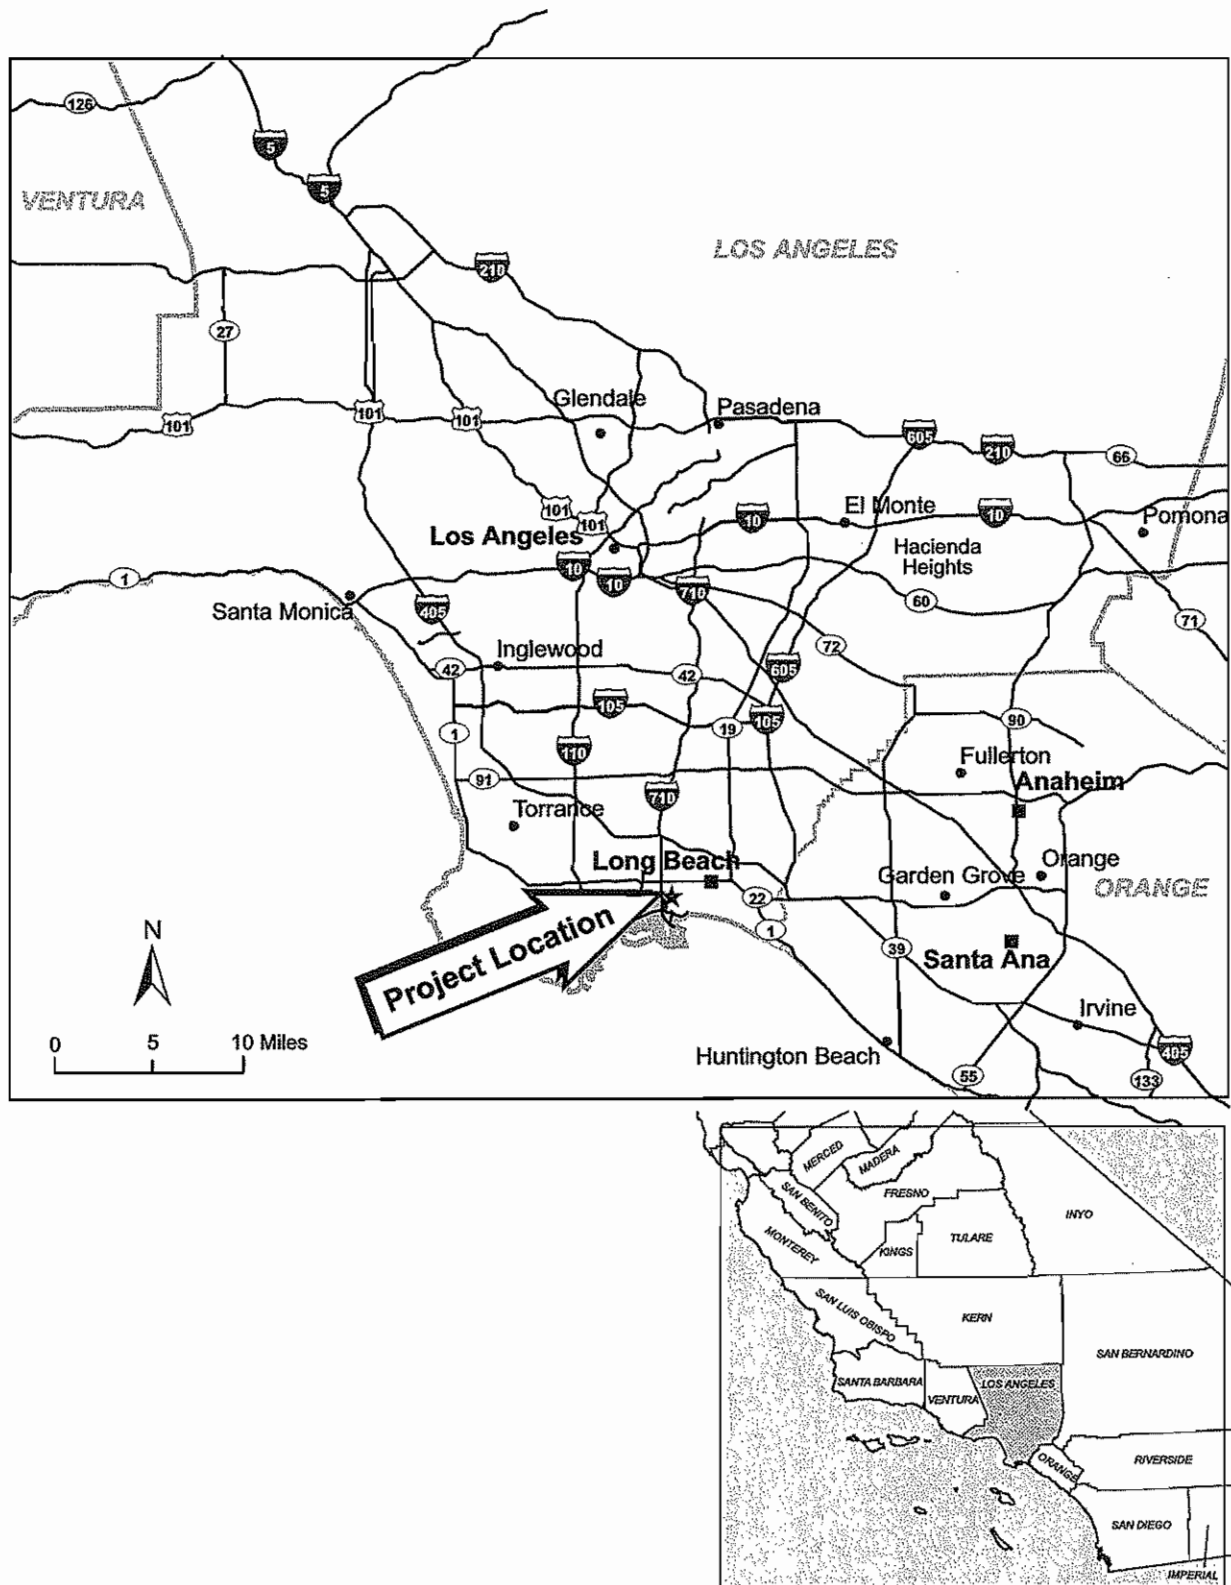 126
5
5
VENTURA
LOS ANGELES
210
27
Glendale
Pasadena
101
101
101
605
210
66
101
101
10
El Monte
10
Pomona
Los Angeles
Hacienda
Heights
10
10
1
Santa Monica
405
710
60
71
Inglewood
72
42
42
605
105
105
19
90
1
110
Fullerton
91
Anaheim
710
Torrance
Long Beach
Orange
Garden Grove
ORANGE
22
Project Location
1
39
Santa Ana
N
Irvine
0 5 10 Miles
Huntington Beach
405
55
133
MERCED
MADERA
SAN BENITO
FRESNO
INYO
MONTEREY
KINGS
TULARE
SAN LUIS OBISPO
KERN
SAN BERNARDINO
SANTA BARBARA
LOS ANGELES
VENTURA
ORANGE
RIVERSIDE
SAN DIEGO
IMPERIAL